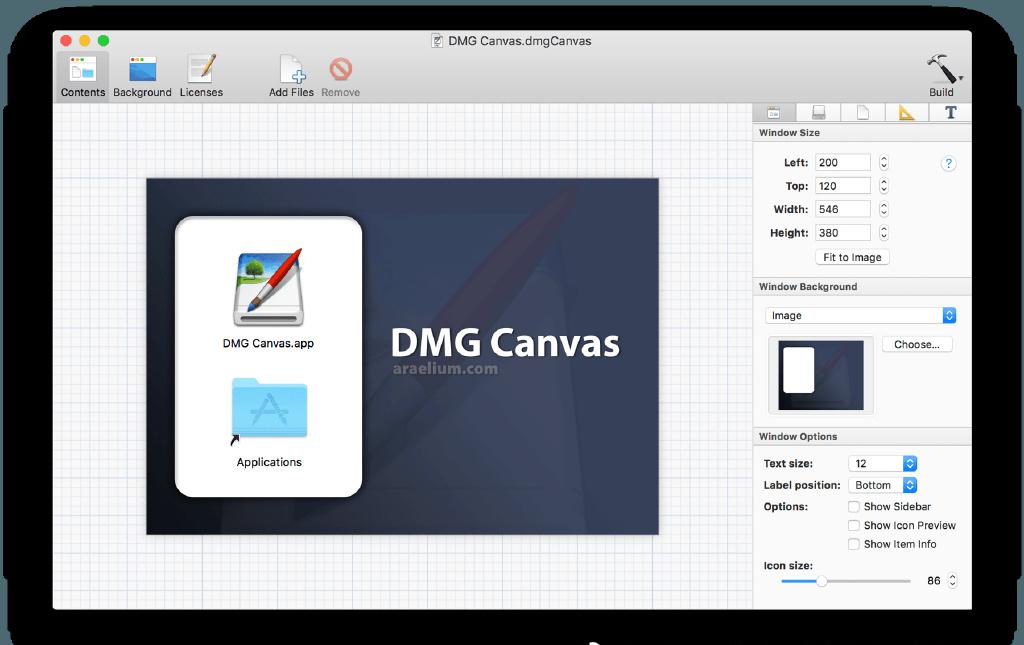 DMG Canvas.dmgCanvas
Contents Background Licenses Add Files Remove Build
T
Window Size
Left: 200 ?
Top: 120
Width: 546
Height: 380
Fit to Image
Window Background
Image
Choose...
Window Options
Text size: 12
Label position: Bottom
Options: Show Sidebar
Show Icon Preview
Show Item Info
Icon size:
86
DMG Canvas.app
Applications
DMG Canvas
araelium.com